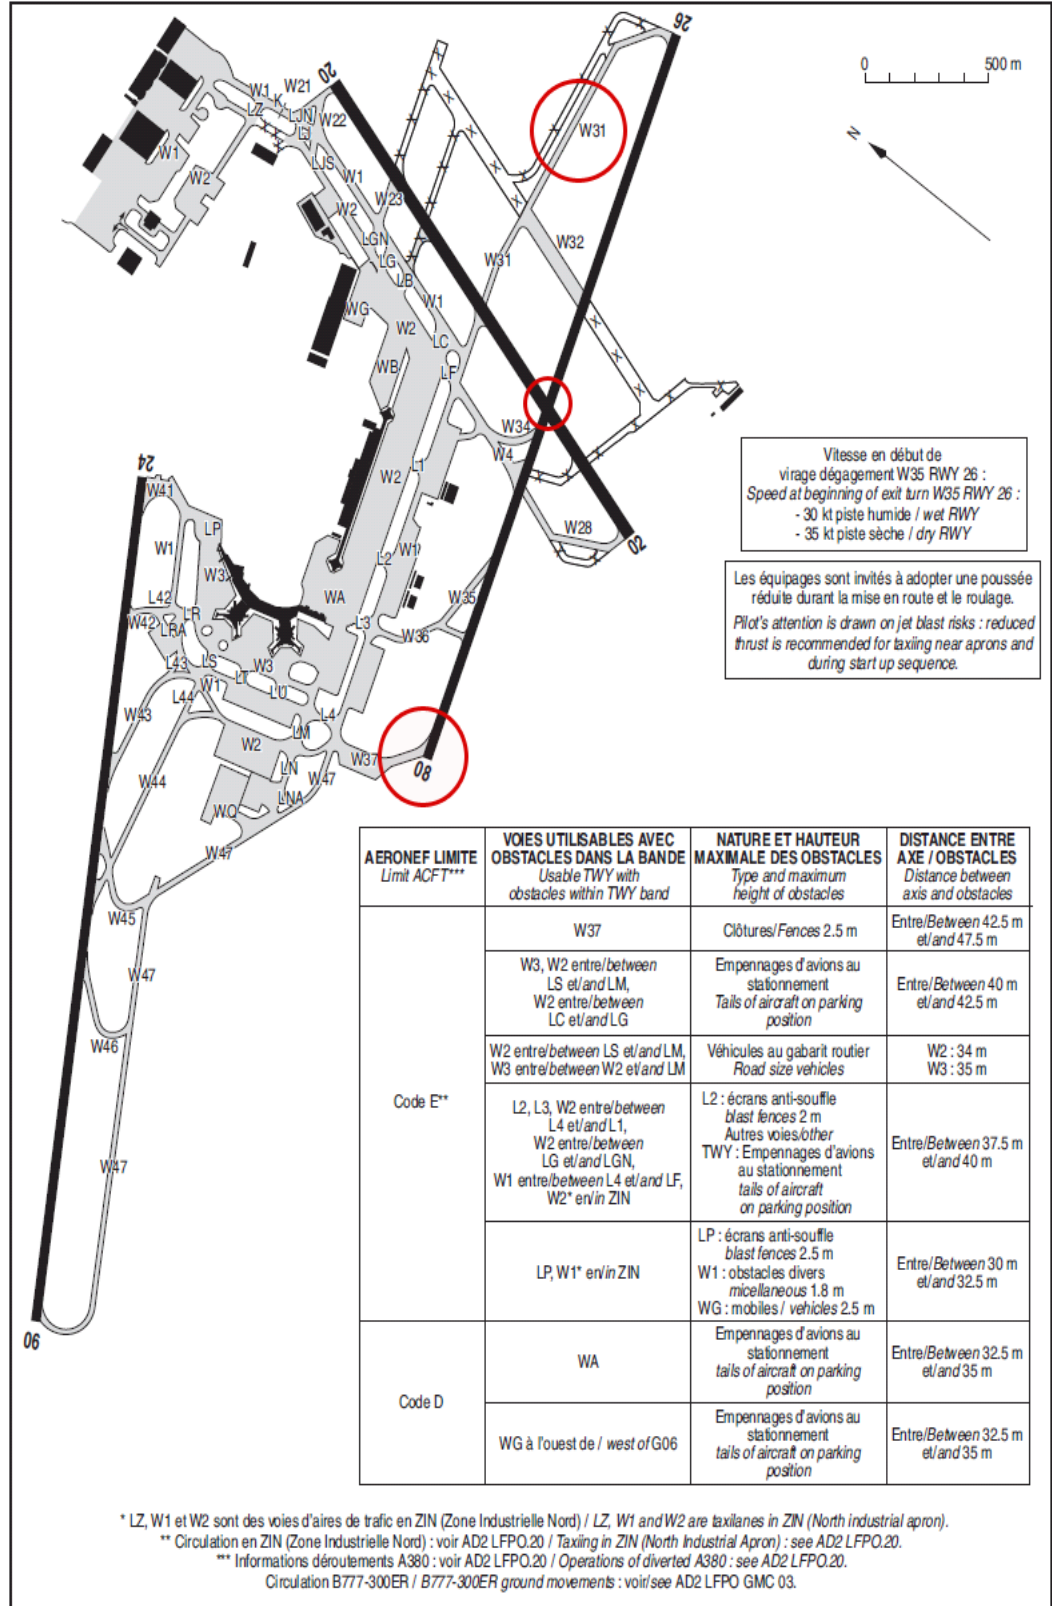 26
0 500 m
N
20
W1
W21
K
LZ
LJN
LJ
W22
W31
W1
W2
LJS
W1
W23
W2
LGN
LG
LB
W31
W32
WG
W1
W2
LC
WB
LF
W34
W4
W2
L1
24
W41
LP
W28
02
W1
W3
L2
W1
W35
L42
LR
WA
W42
LRA
L3
W36
L43
LS
LT
W3
L44
W1
LU
W43
L4
LM
W2
W37
08
LN
W47
W44
LNA
WQ
W47
W45
W47
W46
W47
06
Vitesse en début de
virage dégagement W35 RWY 26 :
Speed at beginning of exit turn W35 RWY 26 :
- 30 kt piste humide / wet RWY
- 35 kt piste sèche / dry RWY
Les équipages sont invités à adopter une poussée
réduite durant la mise en route et le roulage.
Pilot's attention is drawn on jet blast risks : reduced
thrust is recommended for taxiing near aprons and
during start up sequence.
AERONEF LIMITE
Limit ACFT***
VOIES UTILISABLES AVEC
OBSTACLES DANS LA BANDE
Usable TWY with
obstacles within TWY band
NATURE ET HAUTEUR
MAXIMALE DES OBSTACLES
Type and maximum
height of obstacles
DISTANCE ENTRE
AXE / OBSTACLES
Distance between
axis and obstacles
Code E**
W37
Clôtures/Fences 2.5 m
Entre/Between 42.5 m
et/and 47.5 m
W3, W2 entre/between
LS et/and LM,
W2 entre/between
LC et/and LG
Empennages d'avions au
stationnement
Tails of aircraft on parking
position
Entre/Between 40 m
et/and 42.5 m
W2 entre/between LS et/and LM,
W3 entre/between W2 et/and LM
Véhicules au gabarit routier
Road size vehicles
W2 : 34 m
W3 : 35 m
L2, L3, W2 entre/between
L4 et/and L1,
W2 entre/between
LG et/and LGN,
W1 entre/between L4 et/and LF,
W2* en/in ZIN
L2 : écrans anti-souffle
blast fences 2 m
Autres voies/other
TWY : Empennages d'avions
au stationnement
tails of aircraft
on parking position
Entre/Between 37.5 m
et/and 40 m
LP, W1* en/in ZIN
LP : écrans anti-souffle
blast fences 2.5 m
W1 : obstacles divers
micellaneous 1.8 m
WG : mobiles / vehicles 2.5 m
Entre/Between 30 m
et/and 32.5 m
Code D
WA
Empennages d'avions au
stationnement
tails of aircraft on parking
position
Entre/Between 32.5 m
et/and 35 m
WG à l'ouest de / west of G06
Empennages d'avions au
stationnement
tails of aircraft on parking
position
Entre/Between 32.5 m
et/and 35 m
* LZ, W1 et W2 sont des voies d'aires de trafic en ZIN (Zone Industrielle Nord) / LZ, W1 and W2 are taxilanes in ZIN (North industrial apron).
** Circulation en ZIN (Zone Industrielle Nord) : voir AD2 LFPO.20 / Taxiing in ZIN (North Industrial Apron) : see AD2 LFPO.20.
*** Informations déroutements A380 : voir AD2 LFPO.20 / Operations of diverted A380 : see AD2 LFPO.20.
Circulation B777-300ER / B777-300ER ground movements : voir/see AD2 LFPO GMC 03.